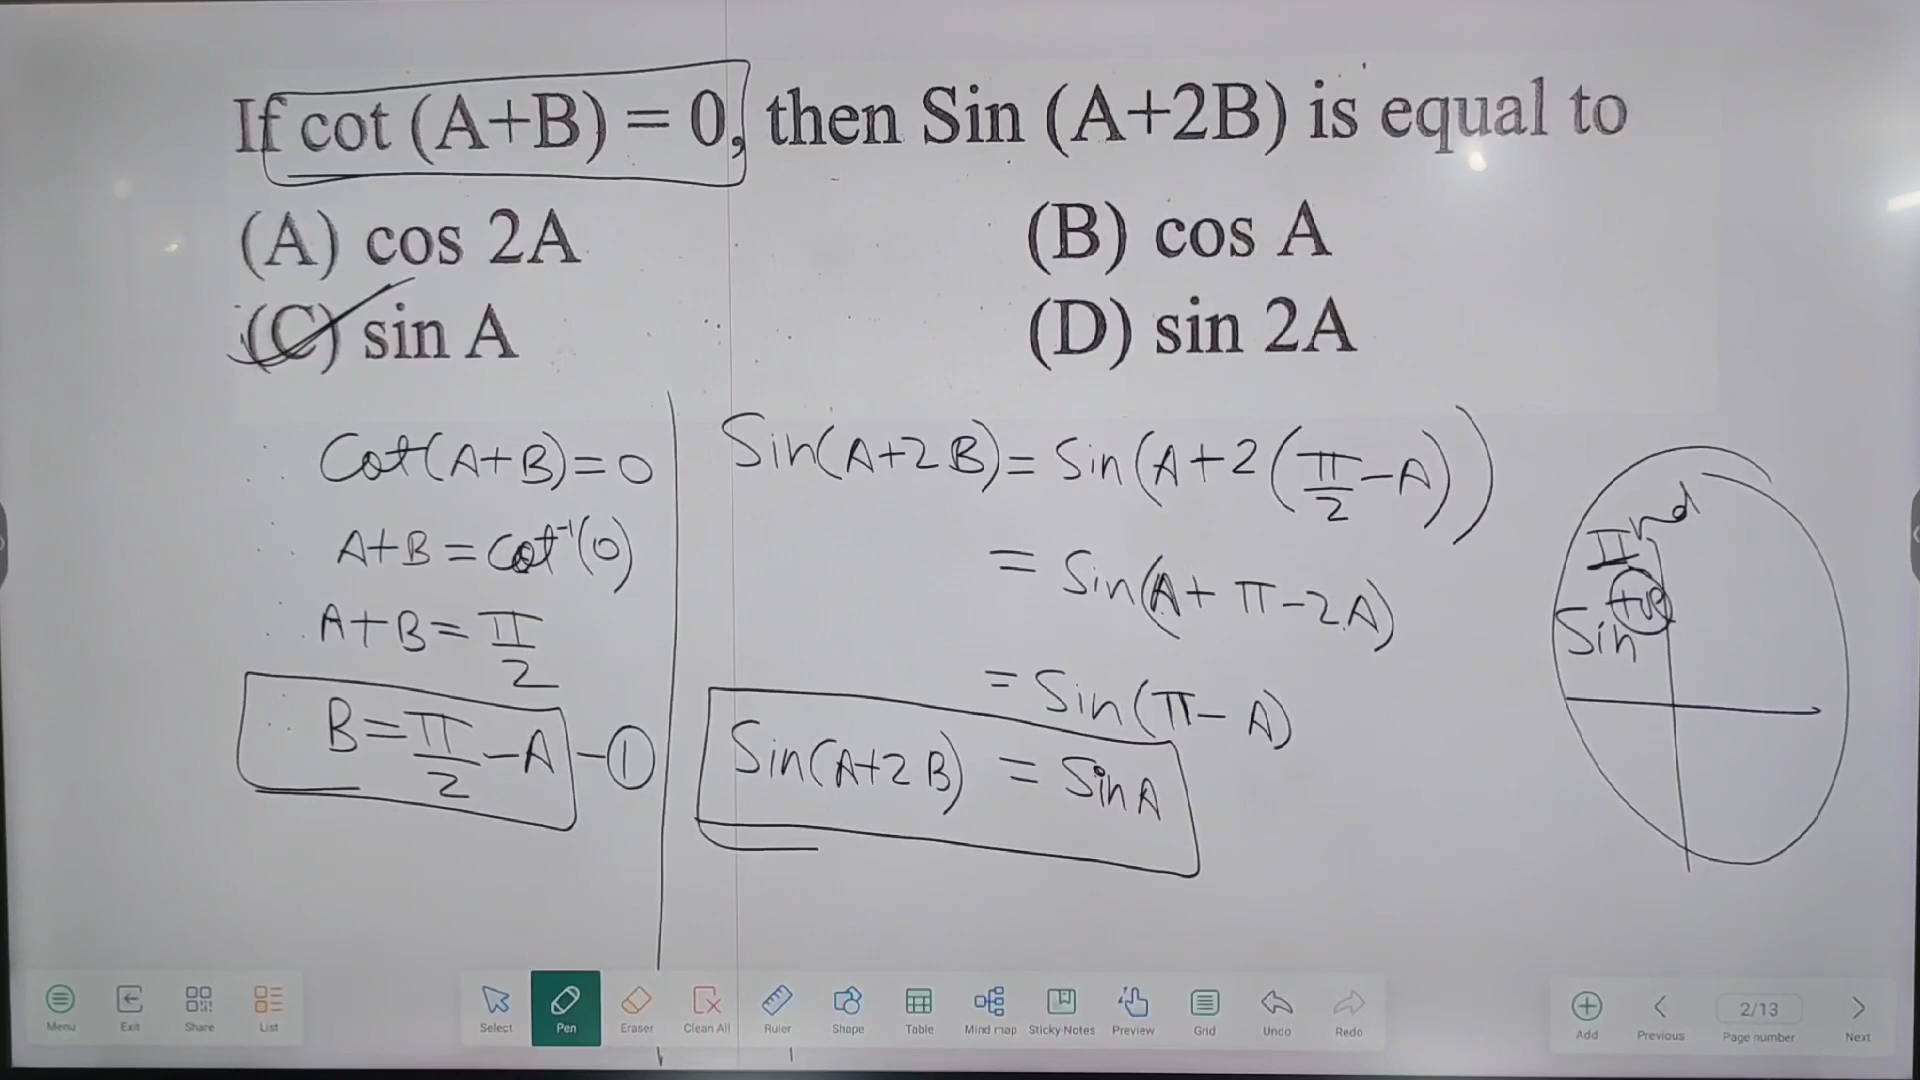 If cot (A+B) = 0, then Sin (A+2B) is equal to
(A) cos 2A
(B) cos A
(C) sin A
(D) sin 2A
Cot(A+B)=0
A+B=Cot⁻¹(0)
A+B=π/2
B=π/2-A-①
Sin(A+2B)=Sin(A+2(π/2-A))
=Sin(A+π-2A)
=Sin(π-A)
Sin(A+2B)=SinA
IInd
Sin +ve
Menu
Exit
Share
List
Select
Pen
Eraser
Clean All
Ruler
Shape
Table
Mind map
Sticky-Notes
Preview
Grid
Undo
Redo
Add
Previous
2/13
Page number
Next